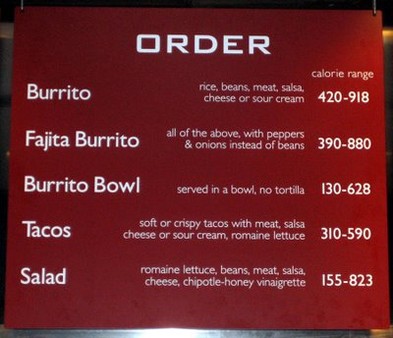 ORDER
calorie range
Burrito
rice, beans, meat, salsa,
cheese or sour cream
420-918
Fajita Burrito
all of the above, with peppers
& onions instead of beans
390-880
Burrito Bowl
served in a bowl, no tortilla
130-628
Tacos
soft or crispy tacos with meat, salsa
cheese or sour cream, romaine lettuce
310-590
Salad
romaine lettuce, beans, meat, salsa,
cheese, chipotle-honey vinaigrette
155-823